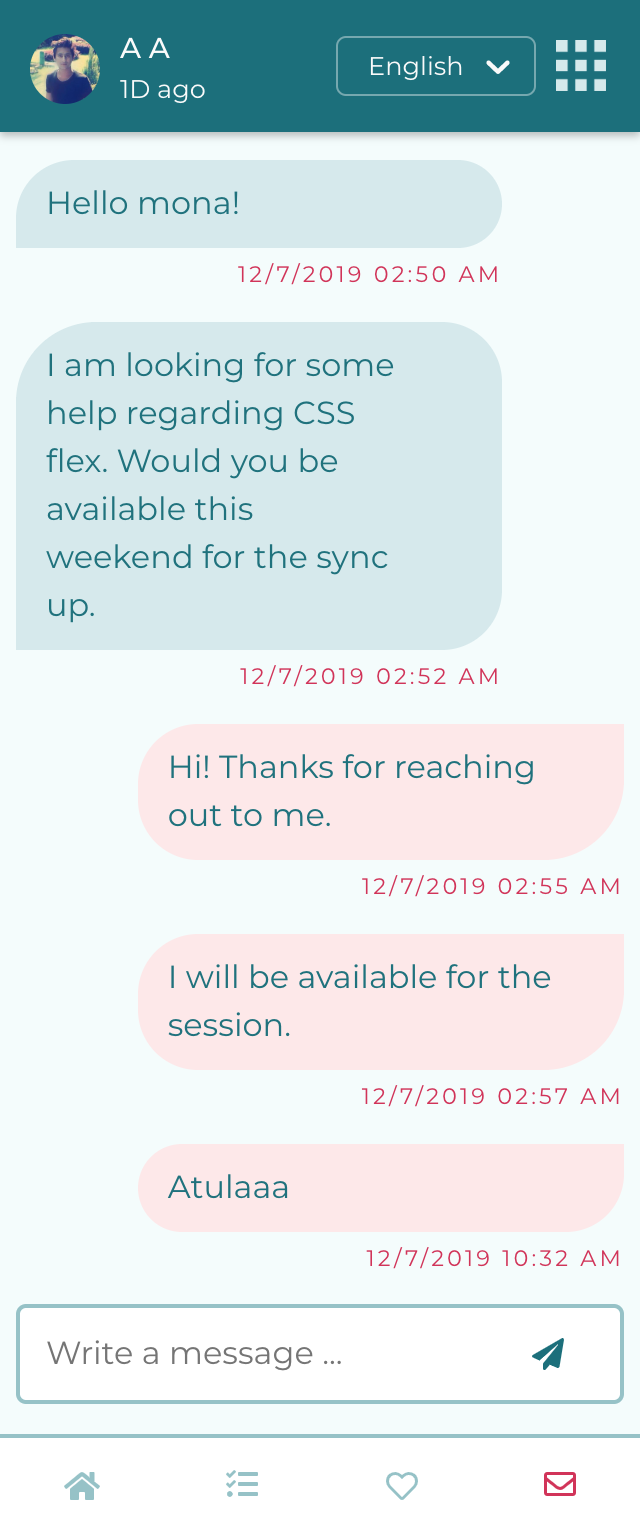 A A
1D ago
English
Hello mona!
12/7/2019 02:50 AM
I am looking for some
help regarding CSS
flex. Would you be
available this
weekend for the sync
up.
12/7/2019 02:52 AM
Hi! Thanks for reaching
out to me.
12/7/2019 02:55 AM
I will be available for the
session.
12/7/2019 02:57 AM
Atulaaa
12/7/2019 10:32 AM
Write a message ...